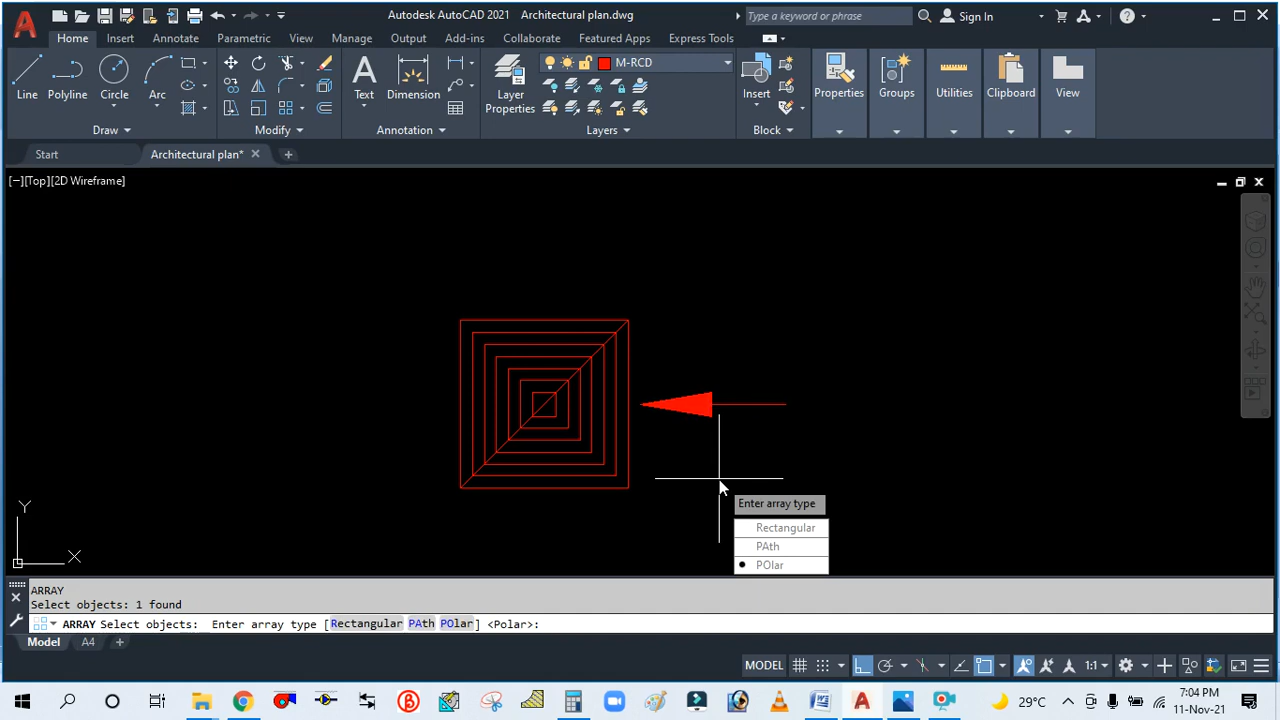 Autodesk AutoCAD 2021 Architectural plan.dwg
Type a keyword or phrase
Sign In
Home Insert Annotate Parametric View Manage Output Add-ins Collaborate Featured Apps Express Tools
M-RCD
Line Polyline Circle Arc
Text Dimension
Layer Properties
Insert
Properties Groups Utilities Clipboard View
Draw Modify Annotation Layers Block
Start Architectural plan*
[−][Top][2D Wireframe]
Y
X
Enter array type
Rectangular
PAth
POlar
ARRAY
Select objects: 1 found
ARRAY Select objects: Enter array type [Rectangular PAth POlar] <Polar>:
Model A4
MODEL 1:1
29°C
7:04 PM
11-Nov-21